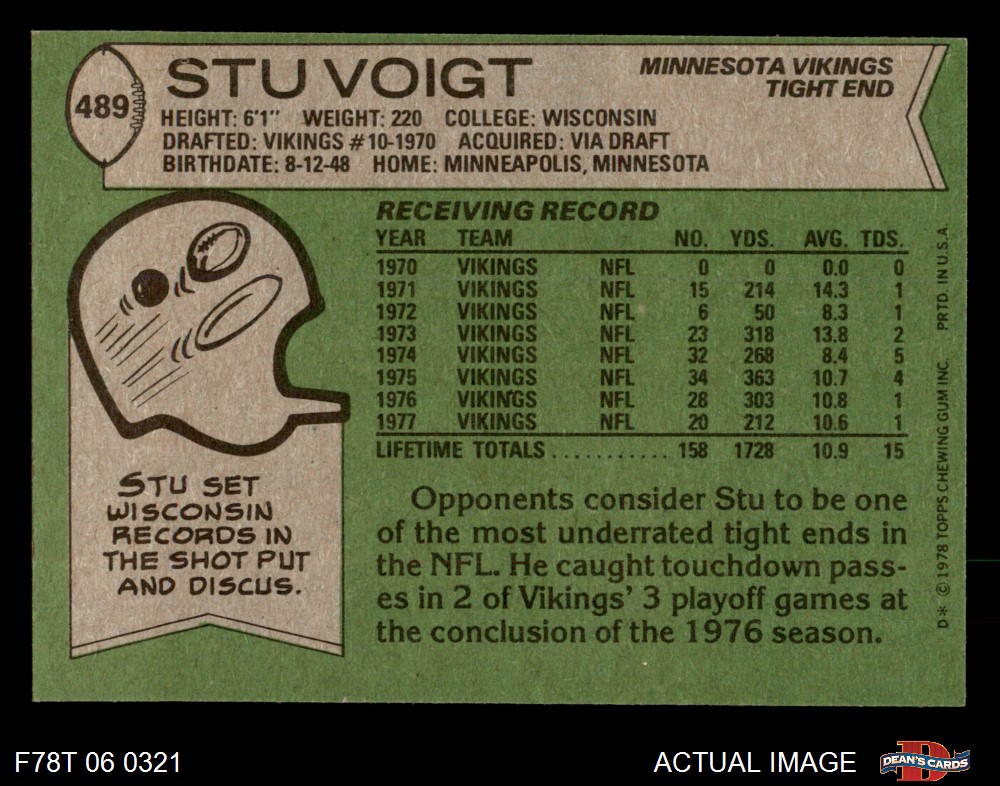 489
STU VOIGT
MINNESOTA VIKINGS
TIGHT END
HEIGHT: 6'1" WEIGHT: 220 COLLEGE: WISCONSIN
DRAFTED: VIKINGS #10-1970 ACQUIRED: VIA DRAFT
BIRTHDATE: 8-12-48 HOME: MINNEAPOLIS, MINNESOTA
RECEIVING RECORD
YEAR TEAM NO. YDS. AVG. TDS.
1970 VIKINGS NFL 0 0 0.0 0
1971 VIKINGS NFL 15 214 14.3 1
1972 VIKINGS NFL 6 50 8.3 1
1973 VIKINGS NFL 23 318 13.8 2
1974 VIKINGS NFL 32 268 8.4 5
1975 VIKINGS NFL 34 363 10.7 4
1976 VIKINGS NFL 28 303 10.8 1
1977 VIKINGS NFL 20 212 10.6 1
LIFETIME TOTALS........... 158 1728 10.9 15
STU SET
WISCONSIN
RECORDS IN
THE SHOT PUT
AND DISCUS.
Opponents consider Stu to be one
of the most underrated tight ends in
the NFL. He caught touchdown pass-
es in 2 of Vikings' 3 playoff games at
the conclusion of the 1976 season.
D* © 1978 TOPPS CHEWING GUM INC. PRTD. IN U.S.A.
F78T 06 0321
ACTUAL IMAGE
D
DEAN'S CARDS